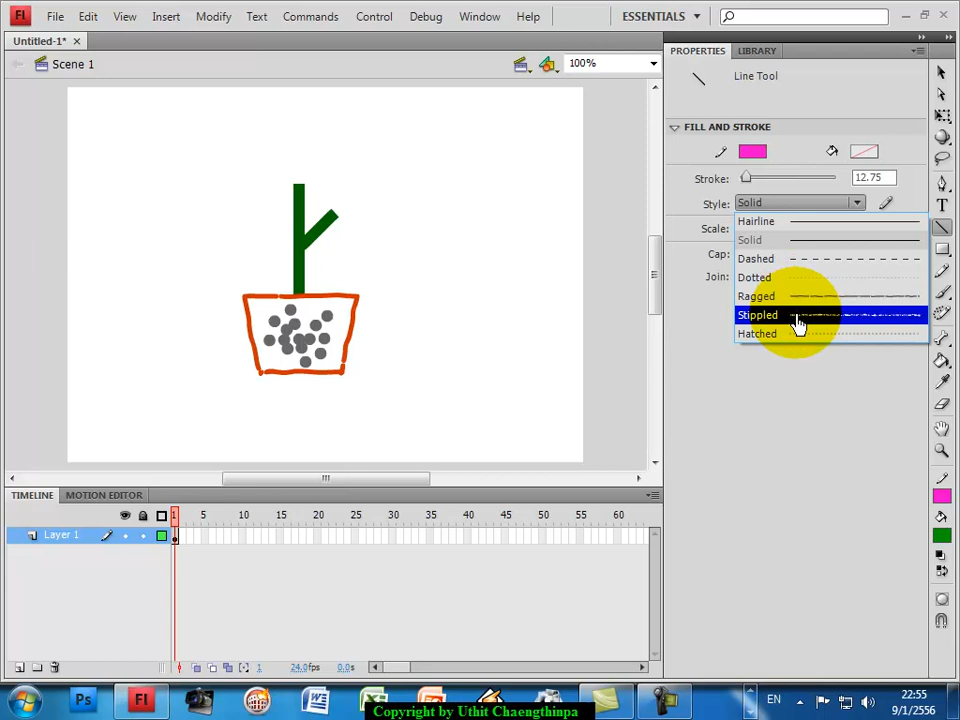 Fl File Edit View Insert Modify Text Commands Control Debug Window Help ESSENTIALS
Untitled-1*
Scene 1 100%
PROPERTIES LIBRARY
Line Tool
FILL AND STROKE
Stroke: 12.75
Style: Solid
Scale:
Cap:
Join:
Hairline
Solid
Dashed
Dotted
Ragged
Stippled
Hatched
TIMELINE MOTION EDITOR
1 5 10 15 20 25 30 35 40 45 50 55 60
Layer 1
1 24.0fps 0.0s
Ps Fl EN 22:55
9/1/2556
Copyright by Uthit Chaengthinpa